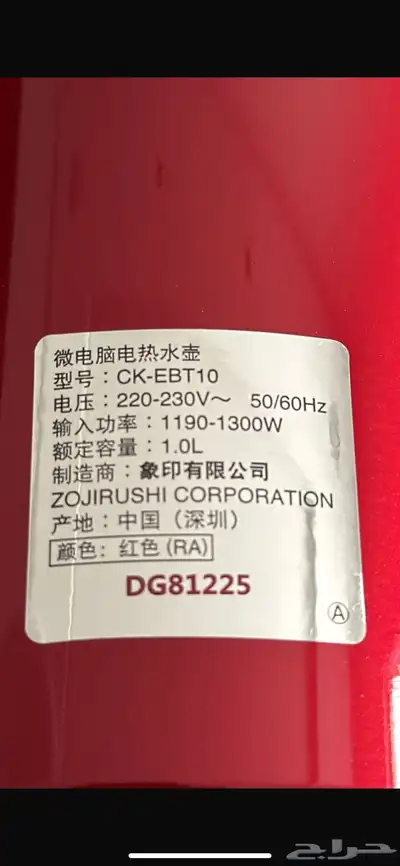 微电脑电热水壶
型号：CK-EBT10
电压：220-230V～ 50/60Hz
输入功率：1190-1300W
额定容量：1.0L
制造商：象印有限公司
ZOJIRUSHI CORPORATION
产地：中国（深圳）
颜色：红色 (RA)
DG81225
A
حراج